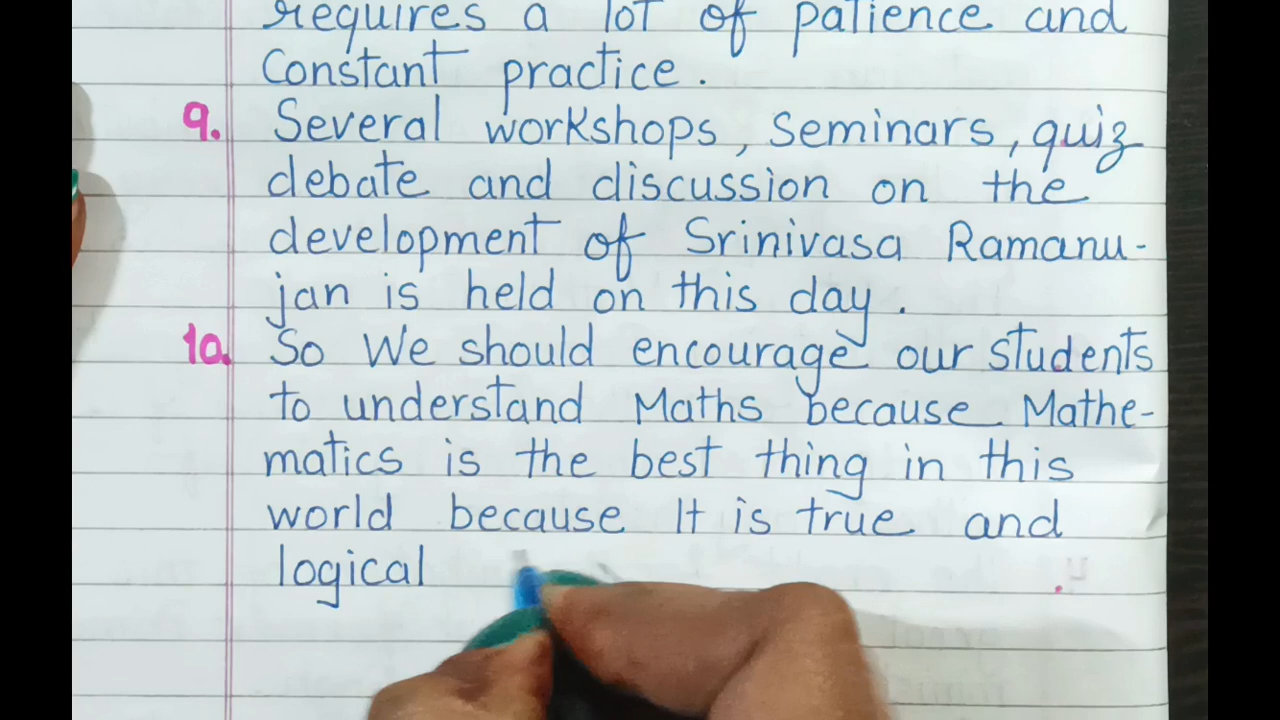 requires a lot of patience and
Constant practice.
9. Several workshops, Seminars, quiz
debate and discussion on the
development of Srinivasa Ramanu-
jan is held on this day.
10. So We should encourage our students
to understand Maths because Mathe-
matics is the best thing in this
world because It is true and
logical